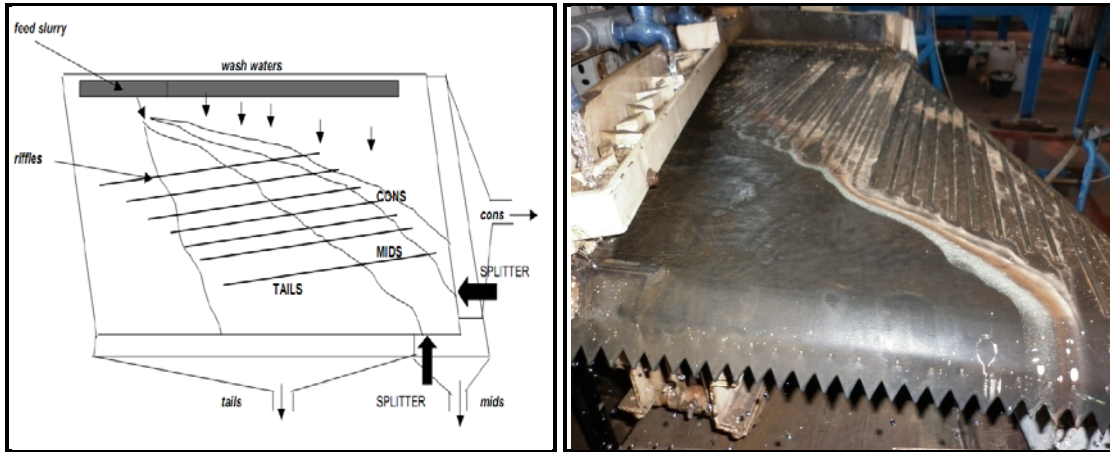 feed slurry
wash waters
riffles
CONS
cons
MIDS
SPLITTER
TAILS
tails
SPLITTER
mids